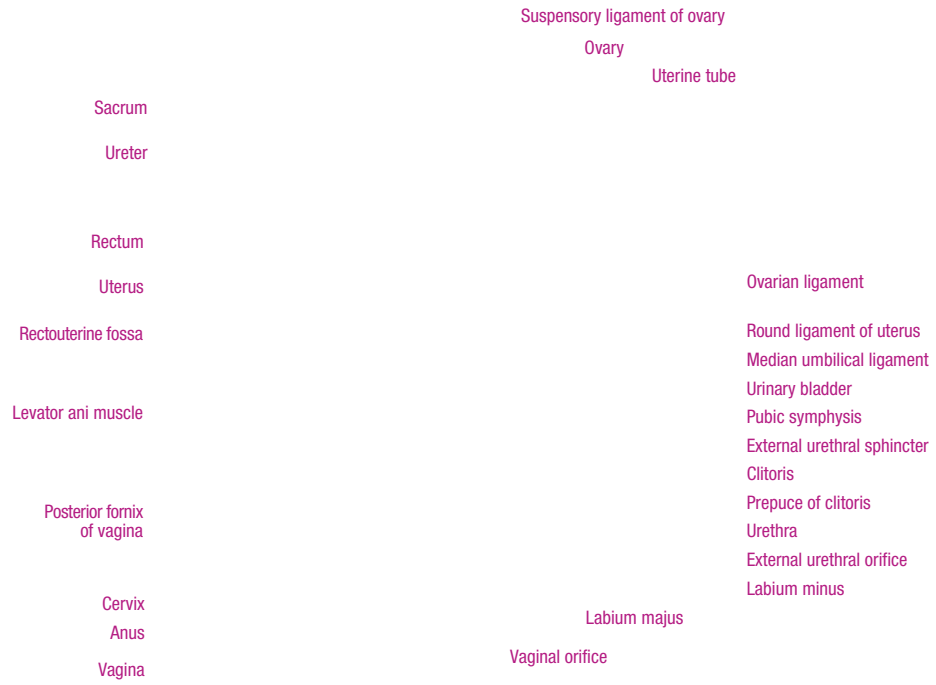 Suspensory ligament of ovary
Ovary
Uterine tube
Sacrum
Ureter
Rectum
Uterus
Rectouterine fossa
Levator ani muscle
Posterior fornix
of vagina
Cervix
Anus
Vagina
Ovarian ligament
Round ligament of uterus
Median umbilical ligament
Urinary bladder
Pubic symphysis
External urethral sphincter
Clitoris
Prepuce of clitoris
Urethra
External urethral orifice
Labium minus
Labium majus
Vaginal orifice